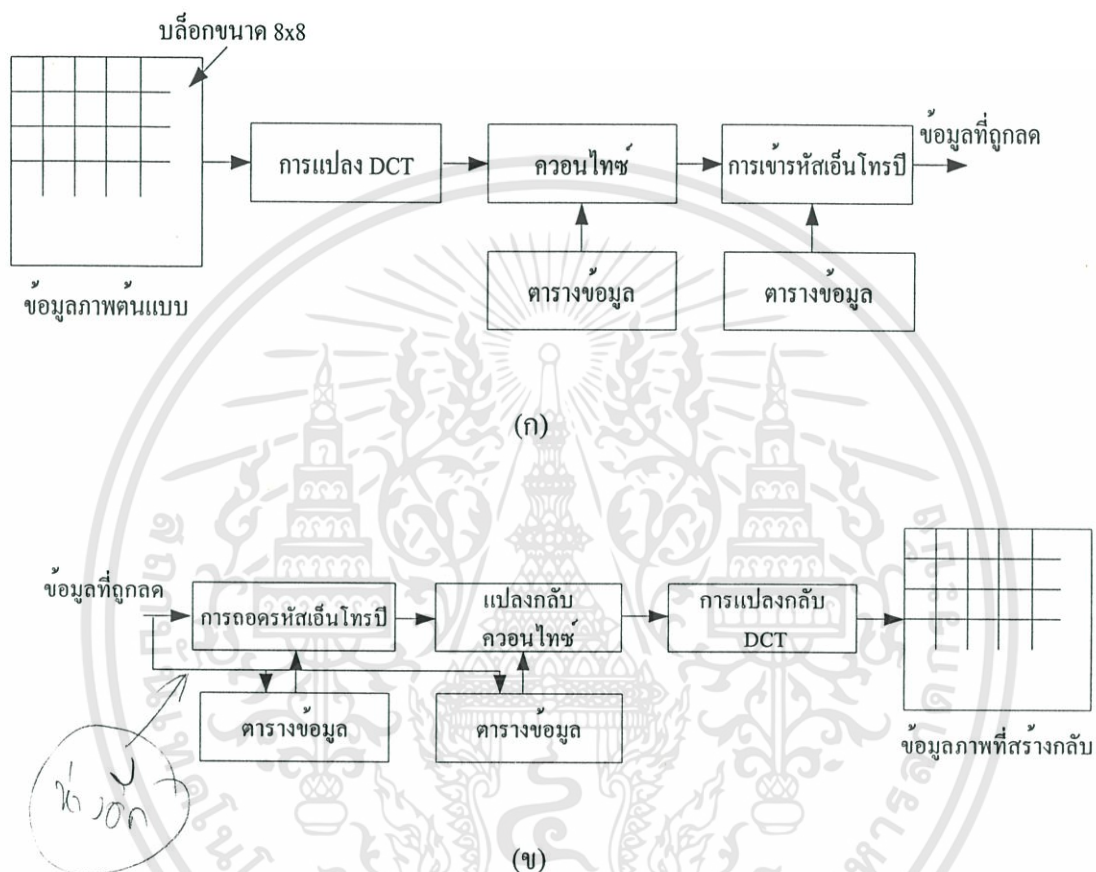 บล็อกขนาด 8x8
การแปลง DCT
ควอนไทซ์
การเข้ารหัสเอ็นโทรปี
ข้อมูลที่ถูกลด
ตารางข้อมูล
ตารางข้อมูล
ข้อมูลภาพต้นแบบ
(ก)
ข้อมูลที่ถูกลด
การถอดรหัสเอ็นโทรปี
แปลงกลับ
ควอนไทซ์
การแปลงกลับ
DCT
ตารางข้อมูล
ตารางข้อมูล
ข้อมูลภาพที่สร้างกลับ
(ข)